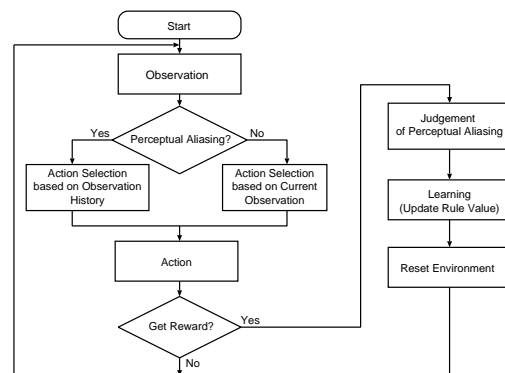 Start
Observation
Perceptual Aliasing?
Yes
No
Action Selection
based on Observation
History
Action Selection
based on Current
Observation
Action
Get Reward?
Yes
No
Judgement
of Perceptual Aliasing
Learning
(Update Rule Value)
Reset Environment